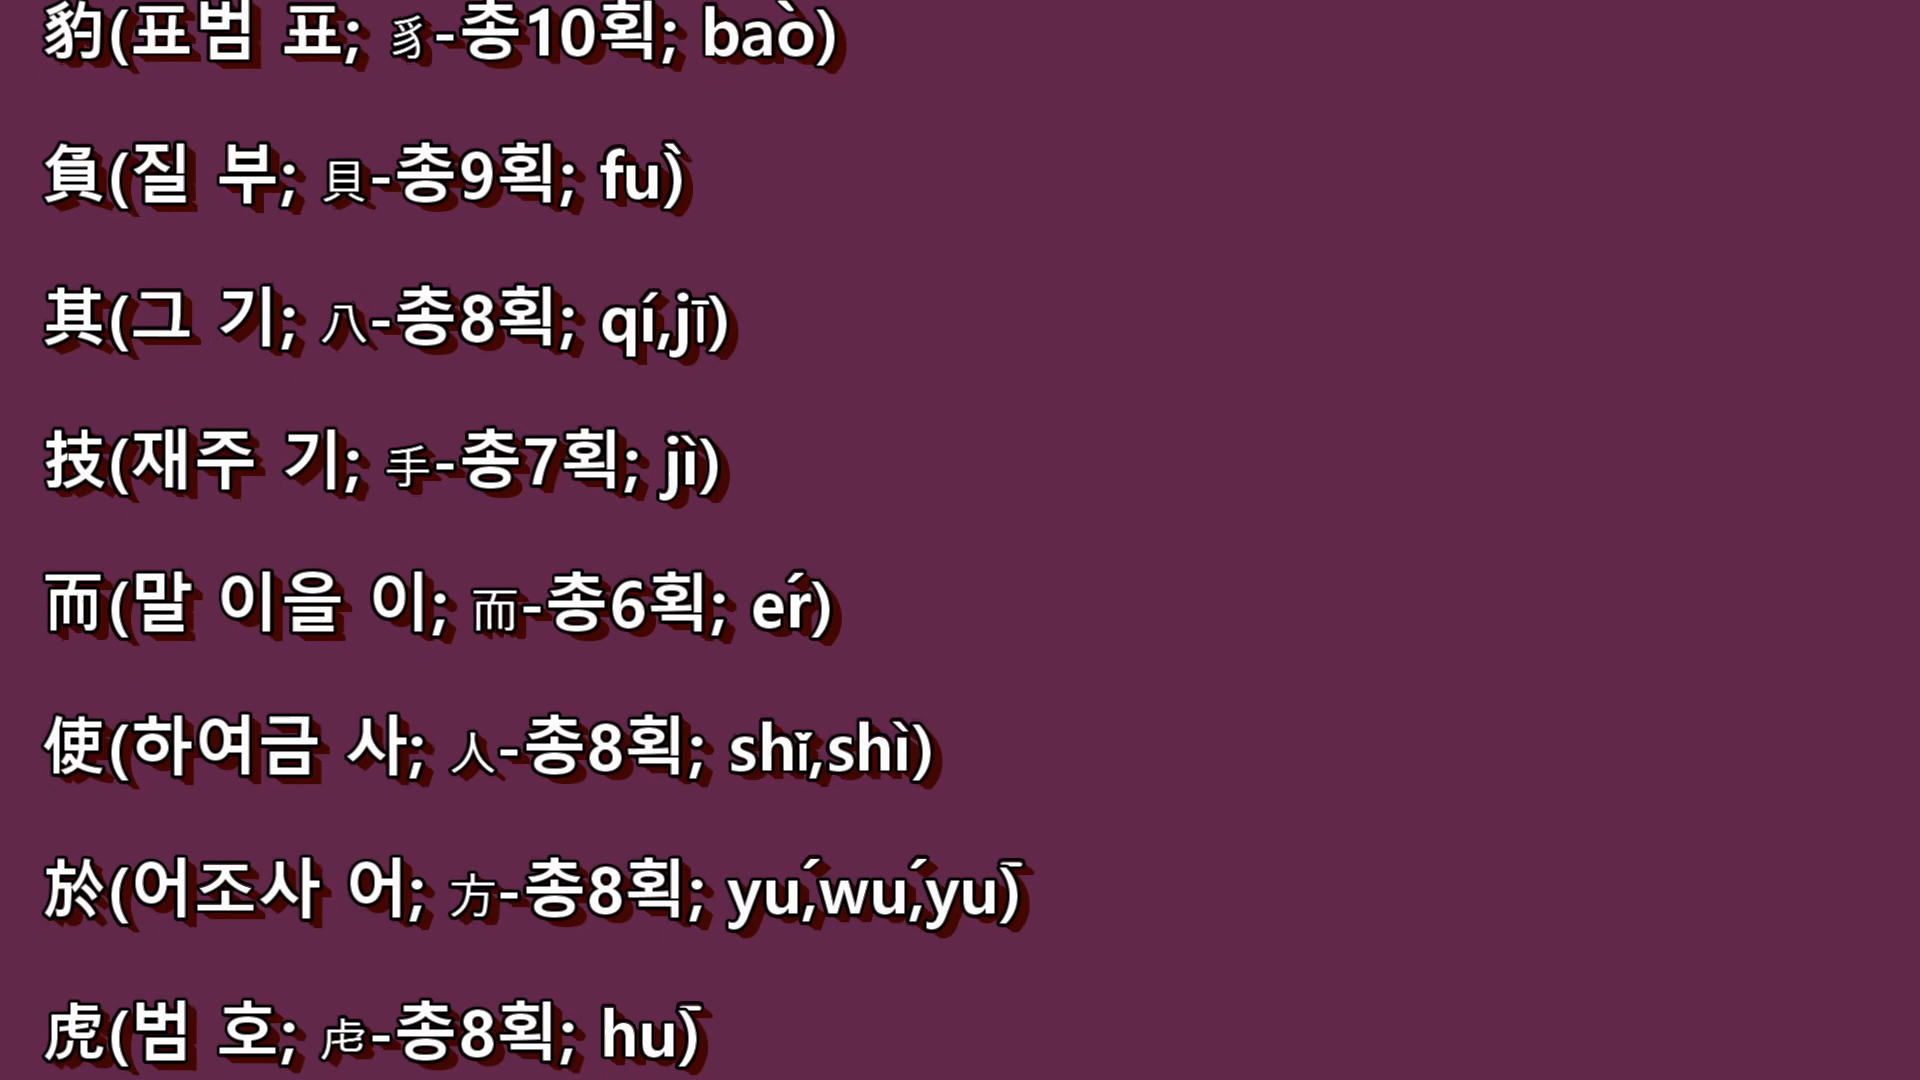 豹(표범 표; 豸-총10획; bào)
負(질 부; 貝-총9획; fù)
其(그 기; 八-총8획; qí,jī)
技(재주 기; 手-총7획; jì)
而(말 이을 이; 而-총6획; ér)
使(하여금 사; 人-총8획; shǐ,shì)
於(어조사 어; 方-총8획; yú,wú,yū)
虎(범 호; 虍-총8획; hū)